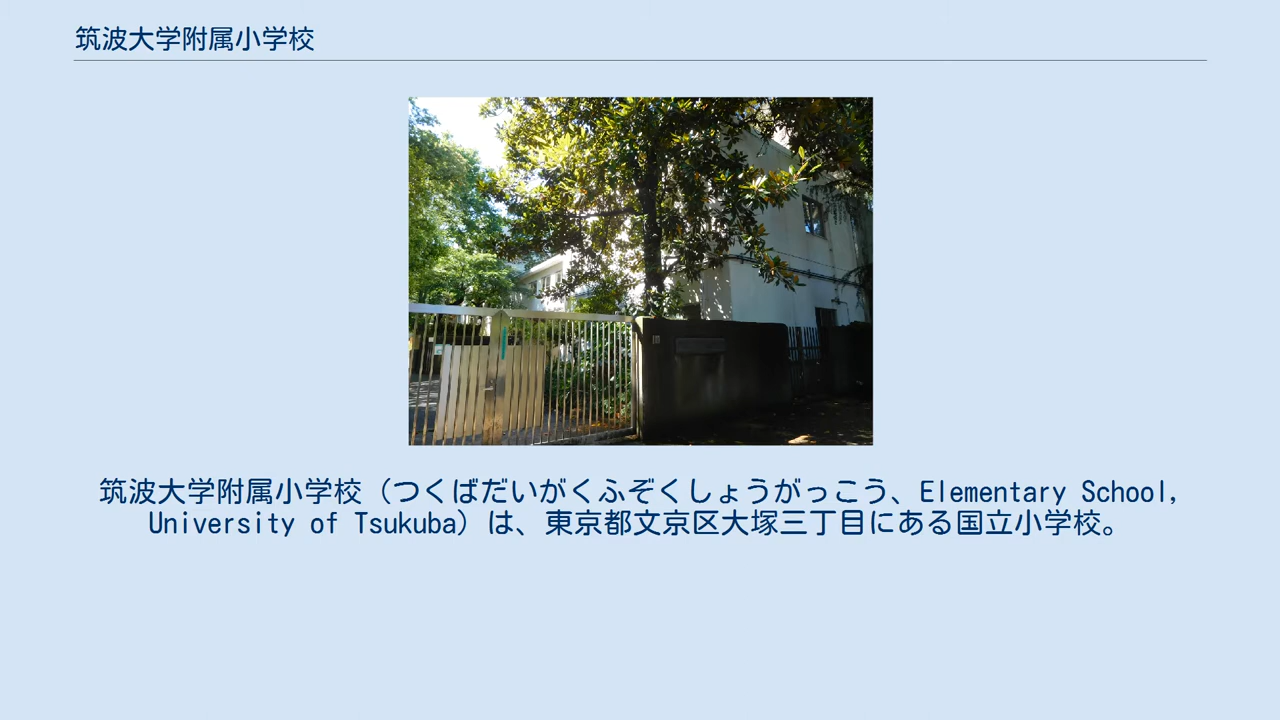 筑波大学附属小学校
筑波大学附属小学校（つくばだいがくふぞくしょうがっこう、Elementary School,
University of Tsukuba）は、東京都文京区大塚三丁目にある国立小学校。